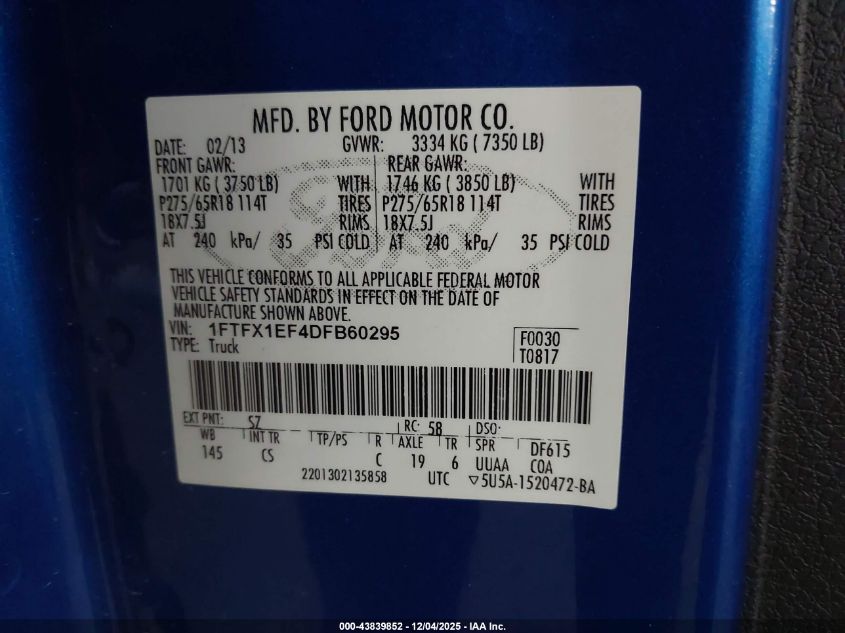 MFD. BY FORD MOTOR CO.
DATE: 02/13 GVWR: 3334 KG ( 7350 LB)
FRONT GAWR: REAR GAWR:
1701 KG ( 3750 LB) WITH 1746 KG ( 3850 LB) WITH
P275/65R18 114T TIRES P275/65R18 114T TIRES
18X7.5J RIMS 18X7.5J RIMS
AT 240 kPa/ 35 PSI COLD AT 240 kPa/ 35 PSI COLD
THIS VEHICLE CONFORMS TO ALL APPLICABLE FEDERAL MOTOR
VEHICLE SAFETY STANDARDS IN EFFECT ON THE DATE OF
MANUFACTURE SHOWN ABOVE.
VIN: 1FTFX1EF4DFB60295
TYPE: Truck
F0030
T0817
EXT PNT: SZ RC: 58 DSO:
WB INT TR TP/PS R AXLE TR SPR DF615
145 CS C 19 6 UUAA COA
2201302135858 UTC ▽5U5A-1520472-BA
Ford
000-43839852 - 12/04/2025 - IAA Inc.